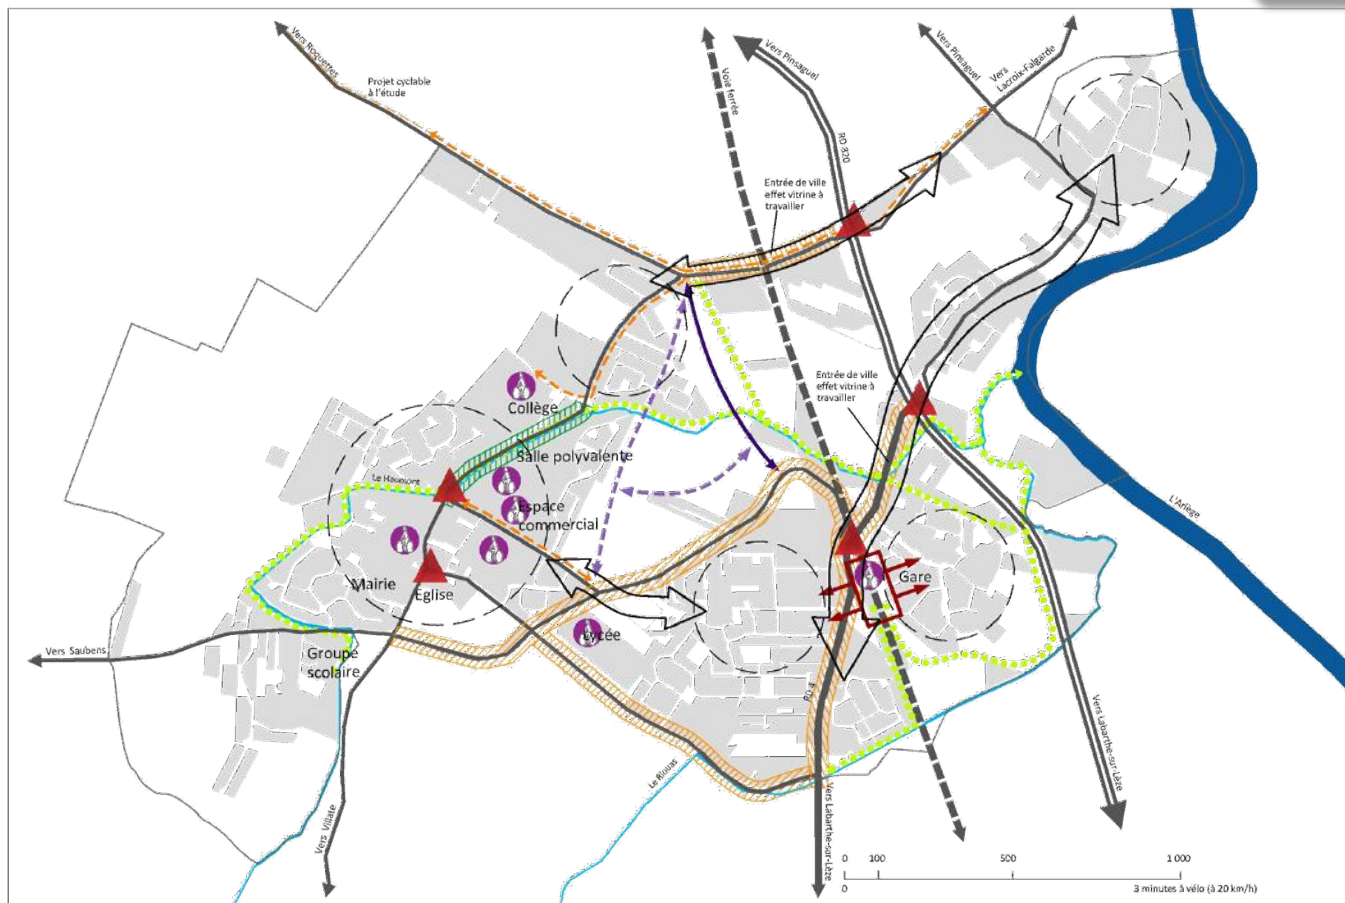 Vers Roquettes
Projet cyclable
à l'étude
Voie ferrée
Vers Pinsaguel
RD 820
Vers Pinsaguel
Vers
Lacroix-Falgarde
Entrée de ville
effet vitrine à
travailler
Entrée de ville
effet vitrine à
travailler
Collège
Salle polyvalente
Le Haumont
Espace
commercial
L'Ariège
Mairie
Eglise
Gare
Lycée
Vers Saubens
Groupe
scolaire
RD 4
Vers Labarthe-sur-Lèze
Le Riouas
Vers Villate
Vers Labarthe-sur-Lèze
0 100 500 1 000
0 3 minutes à vélo (à 20 km/h)